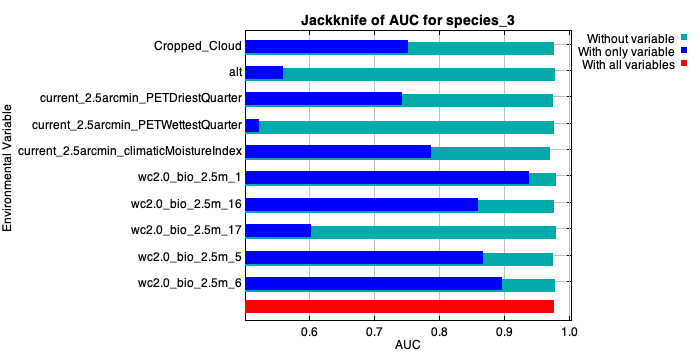 Jackknife of AUC for species_3
Environmental Variable
Cropped_Cloud
alt
current_2.5arcmin_PETDriestQuarter
current_2.5arcmin_PETWettestQuarter
current_2.5arcmin_climaticMoistureIndex
wc2.0_bio_2.5m_1
wc2.0_bio_2.5m_16
wc2.0_bio_2.5m_17
wc2.0_bio_2.5m_5
wc2.0_bio_2.5m_6
0.6 0.7 0.8 0.9 1.0
AUC
Without variable
With only variable
With all variables